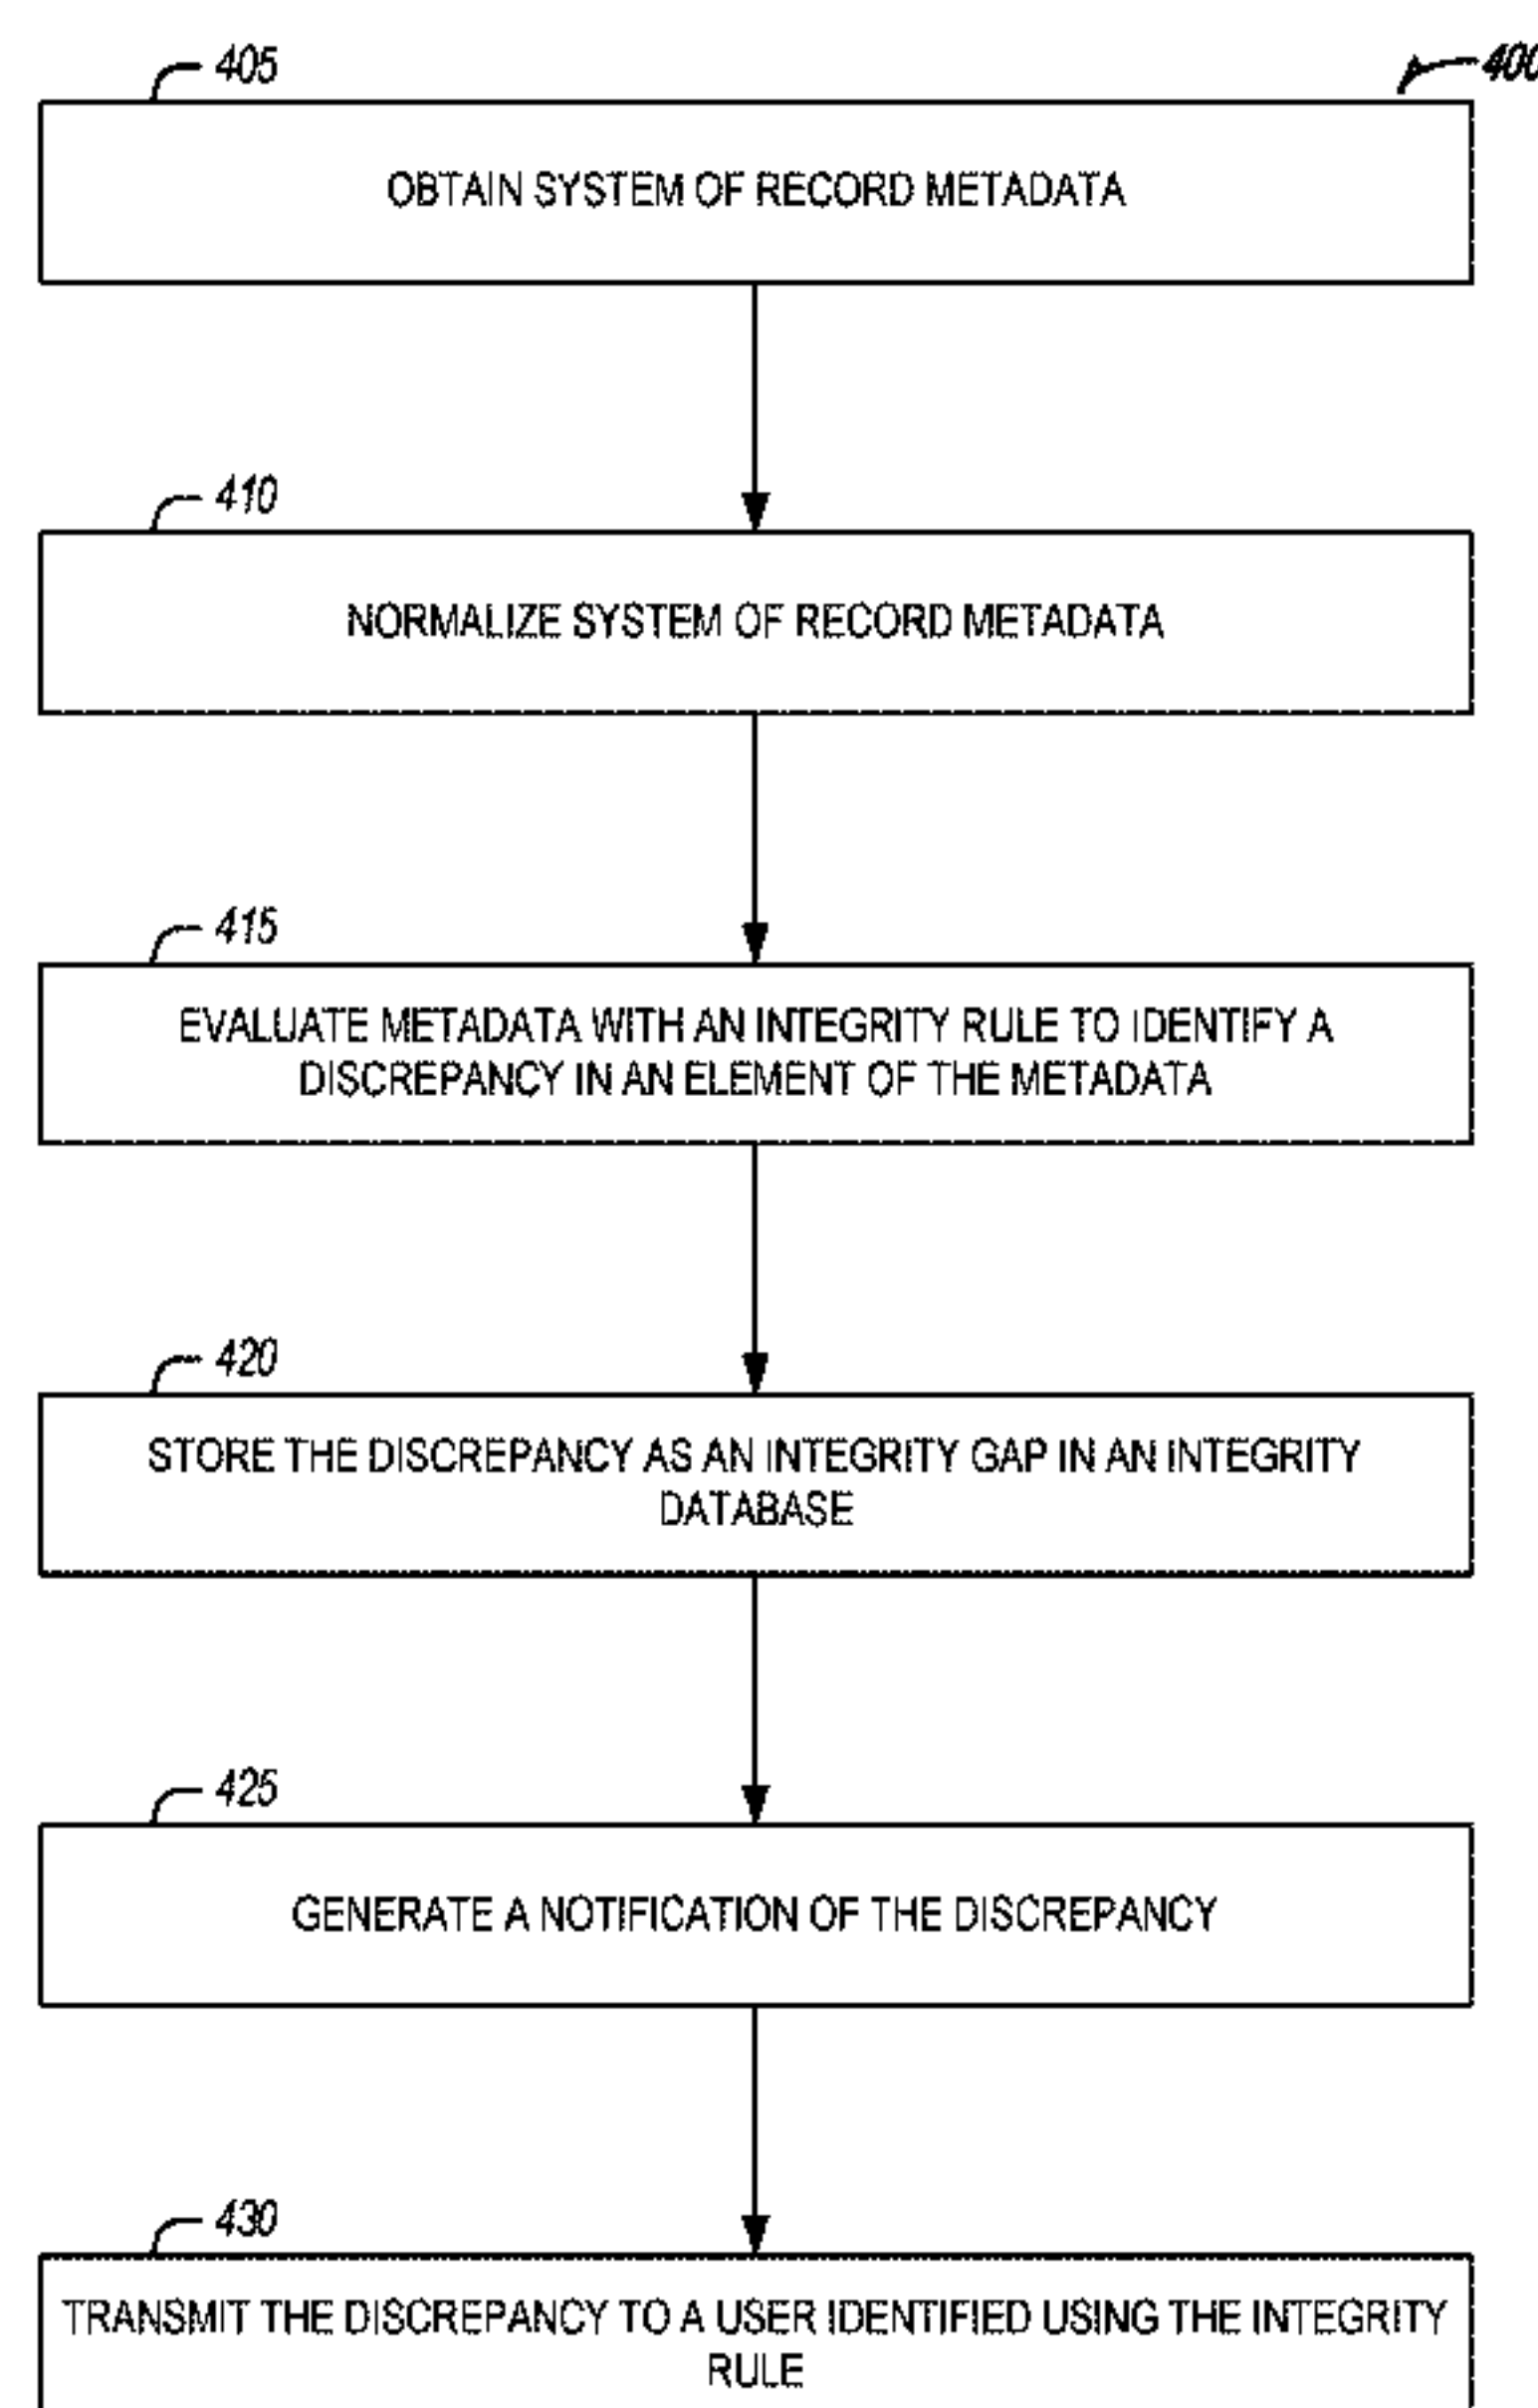 405
400
OBTAIN SYSTEM OF RECORD METADATA
410
NORMALIZE SYSTEM OF RECORD METADATA
415
EVALUATE METADATA WITH AN INTEGRITY RULE TO IDENTIFY A
DISCREPANCY IN AN ELEMENT OF THE METADATA
420
STORE THE DISCREPANCY AS AN INTEGRITY GAP IN AN INTEGRITY
DATABASE
425
GENERATE A NOTIFICATION OF THE DISCREPANCY
430
TRANSMIT THE DISCREPANCY TO A USER IDENTIFIED USING THE INTEGRITY
RULE